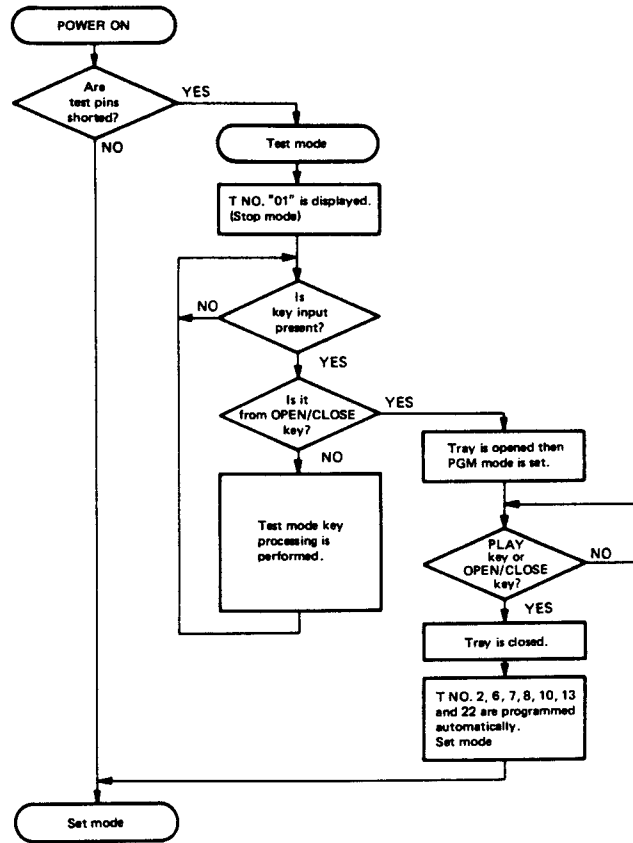 POWER ON
Are
test pins
shorted?
YES
NO
Test mode
T NO. "01" is displayed.
(Stop mode)
Is
key input
present?
NO
YES
Is it
from OPEN/CLOSE
key?
YES
NO
Tray is opened then
PGM mode is set.
Test mode key
processing is
performed.
PLAY
key or
OPEN/CLOSE
key?
NO
YES
Tray is closed.
T NO. 2, 6, 7, 8, 10, 13
and 22 are programmed
automatically.
Set mode
Set mode